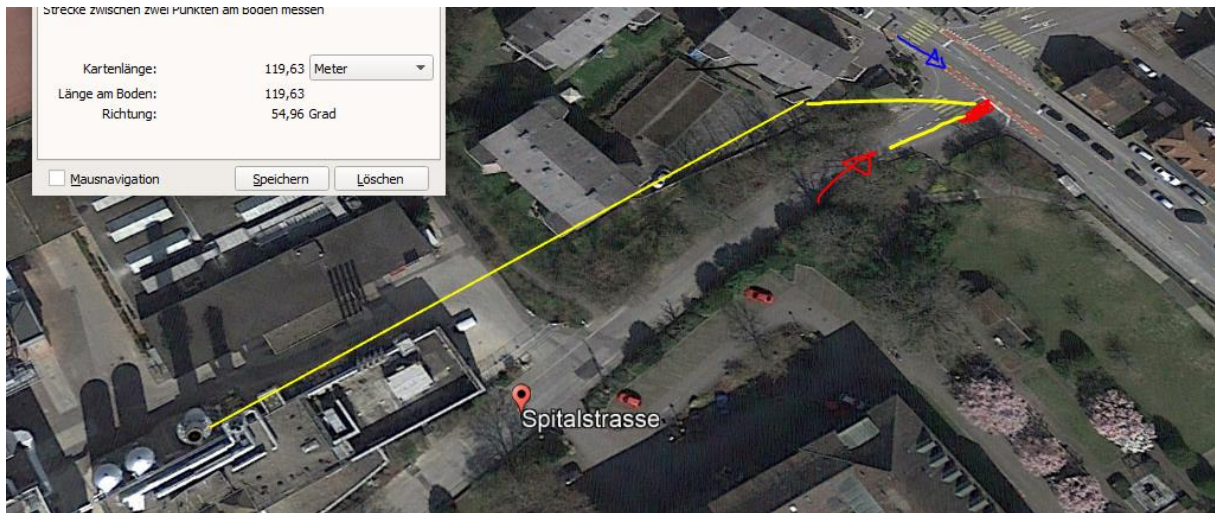 Strecke zwischen zwei Punkten am Boden messen
Kartenlänge: 119,63 Meter
Länge am Boden: 119,63
Richtung: 54,96 Grad
Mausnavigation Speichern Löschen
Spitalstrasse